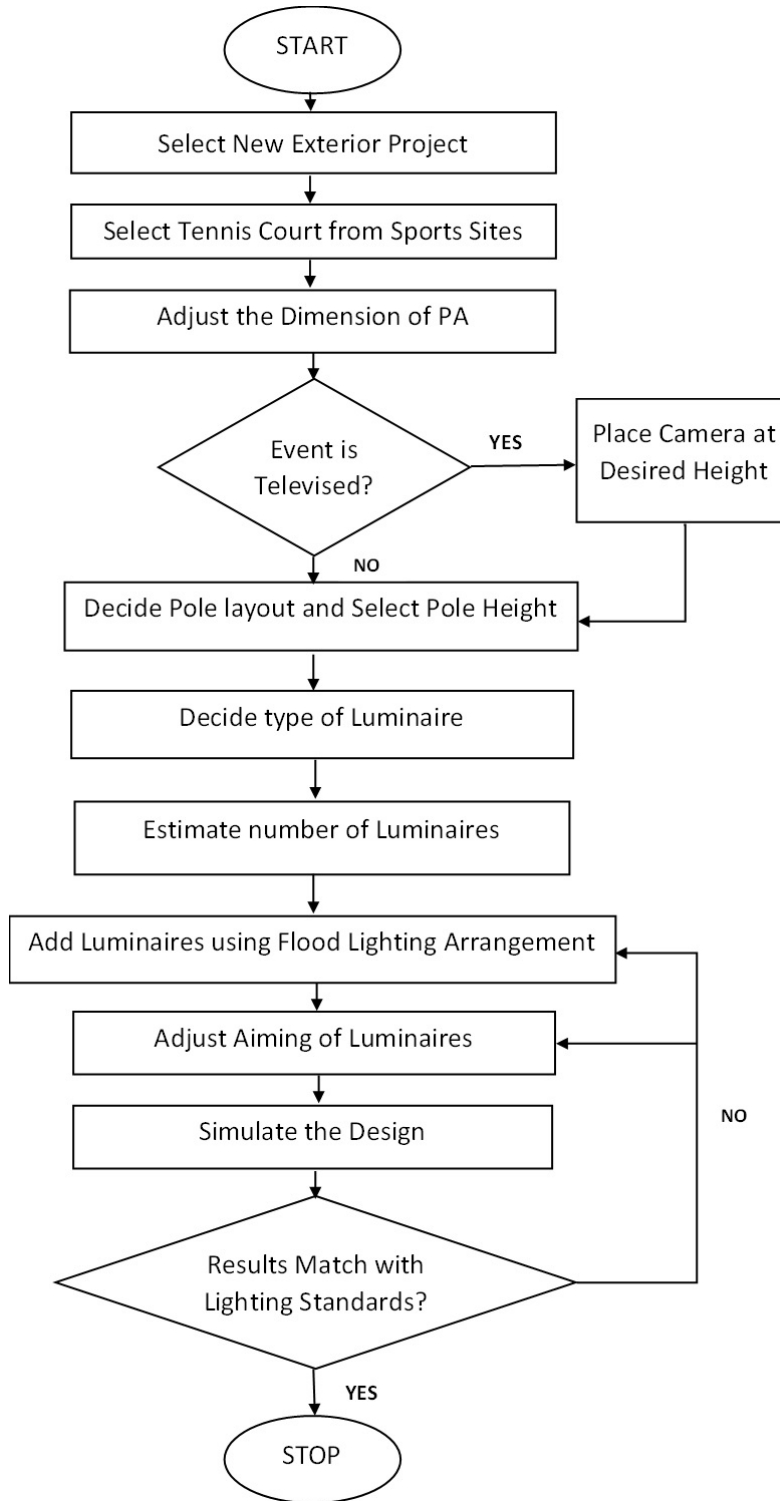 START
Select New Exterior Project
Select Tennis Court from Sports Sites
Adjust the Dimension of PA
Event is
Televised?
YES
Place Camera at
Desired Height
NO
Decide Pole layout and Select Pole Height
Decide type of Luminaire
Estimate number of Luminaires
Add Luminaires using Flood Lighting Arrangement
Adjust Aiming of Luminaires
Simulate the Design
NO
Results Match with
Lighting Standards?
YES
STOP